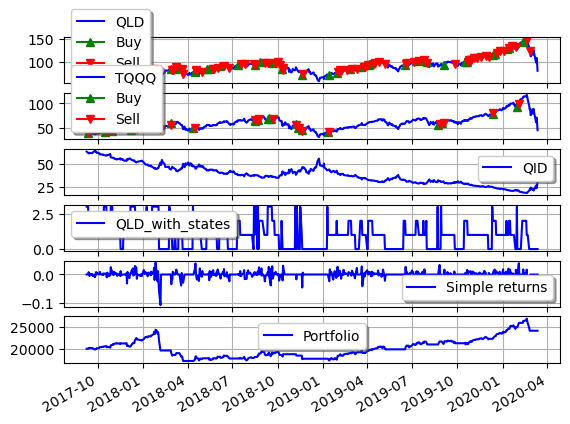 QLD
Buy
Sell
150
100
TQQQ
Buy
Sell
100
50
50
25
QID
2.5
0.0
QLD_with_states
0.0
−0.1
Simple returns
25000
20000
Portfolio
2017-10
2018-01
2018-04
2018-07
2018-10
2019-01
2019-04
2019-07
2019-10
2020-01
2020-04